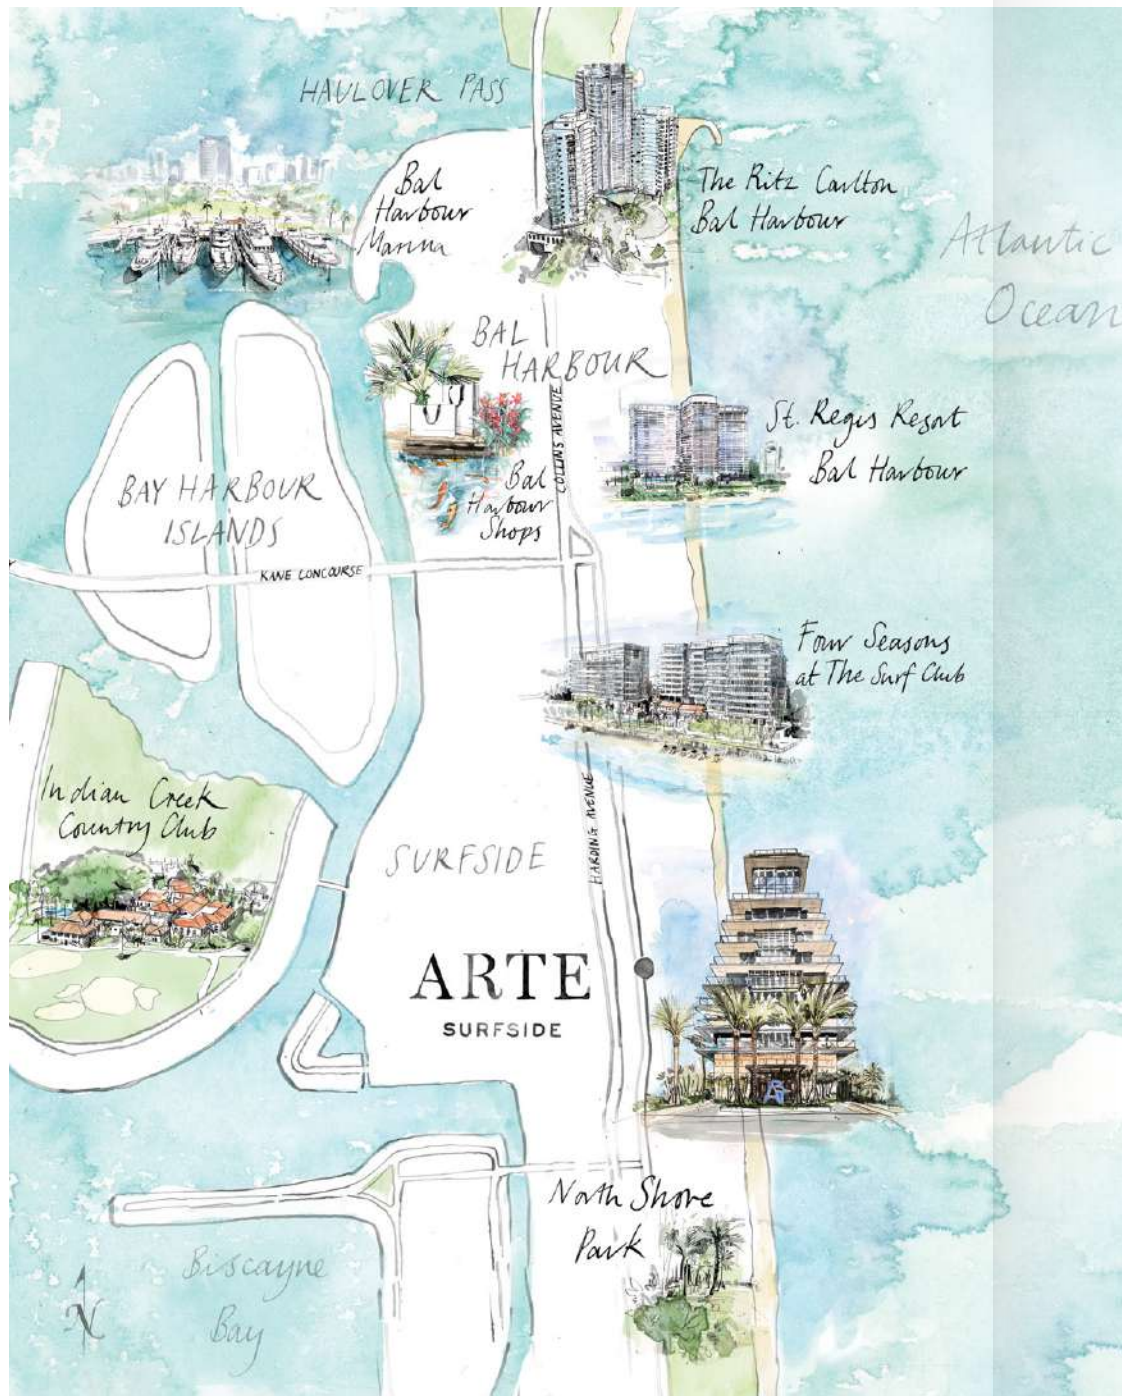 HAULOVER PASS
Bal
Harbour
Marina
The Ritz Carlton
Bal Harbour
Atlantic
Ocean
BAL
HARBOUR
COLLINS AVENUE
St. Regis Resort
Bal Harbour
Bal
Harbour
Shops
BAY HARBOUR
ISLANDS
KANE CONCOURSE
Four Seasons
at The Surf Club
Indian Creek
Country Club
HARDING AVENUE
SURFSIDE
ARTE
SURFSIDE
North Shore
Park
Biscayne
Bay
N